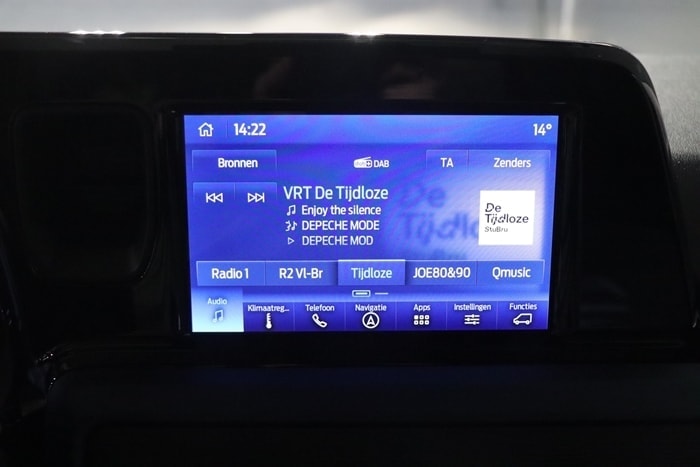 14:22 14°
Bronnen DAB TA Zenders
VRT De Tijdloze
Enjoy the silence
DEPECHE MODE
DEPECHE MOD
De
Tijdloze
StuBru
De
Radio 1 R2 Vl-Br Tijdloze JOE80&90 Qmusic
Audio Klimaatreg... Telefoon Navigatie Apps Instellingen Functies